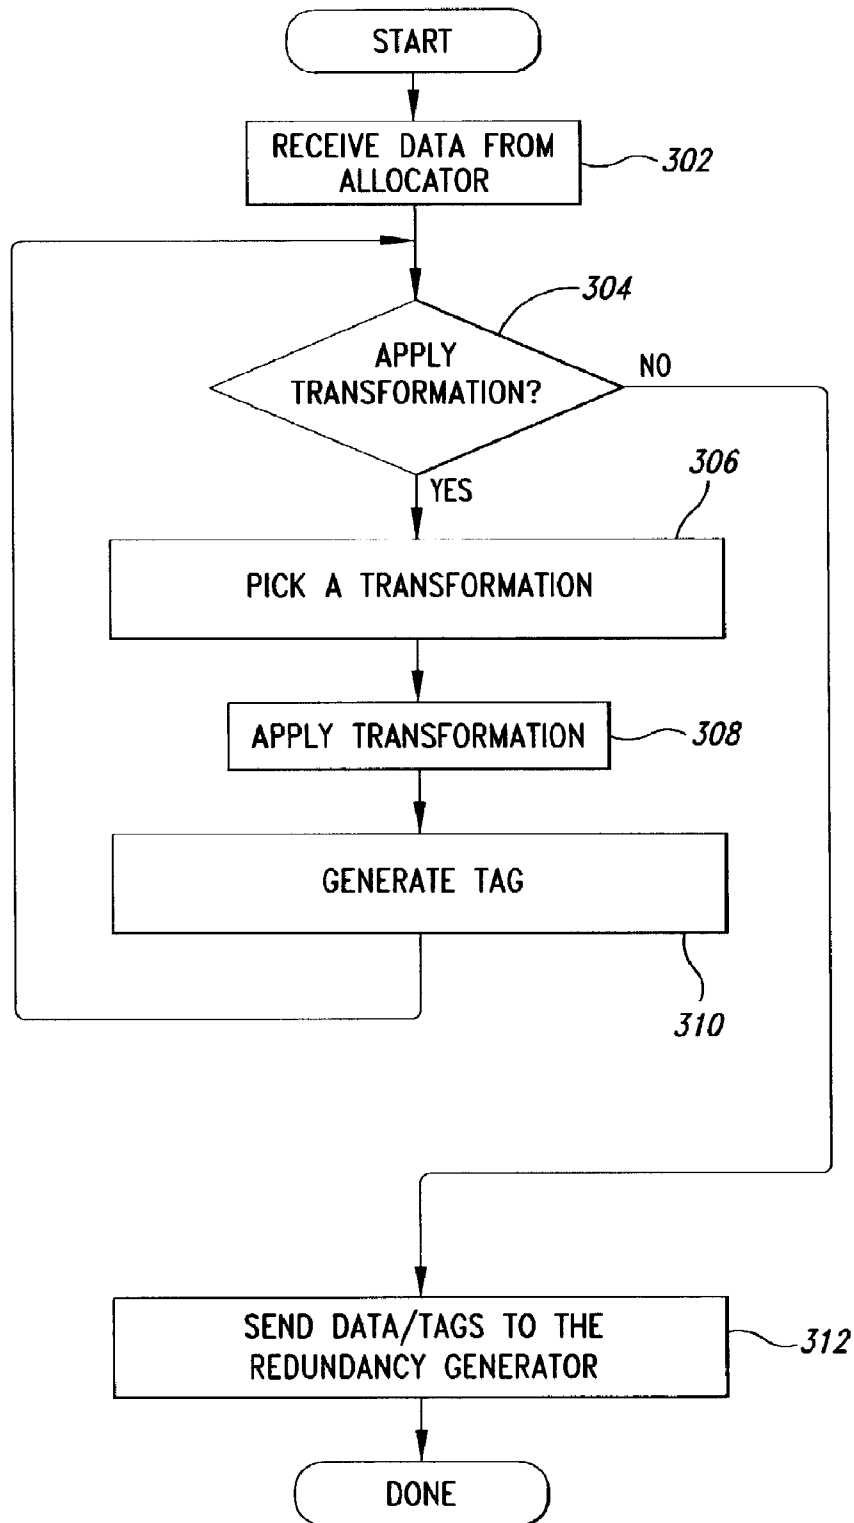 START
RECEIVE DATA FROM
ALLOCATOR
302
304
APPLY
TRANSFORMATION?
NO
YES
306
PICK A TRANSFORMATION
APPLY TRANSFORMATION
308
GENERATE TAG
310
SEND DATA/TAGS TO THE
REDUNDANCY GENERATOR
312
DONE